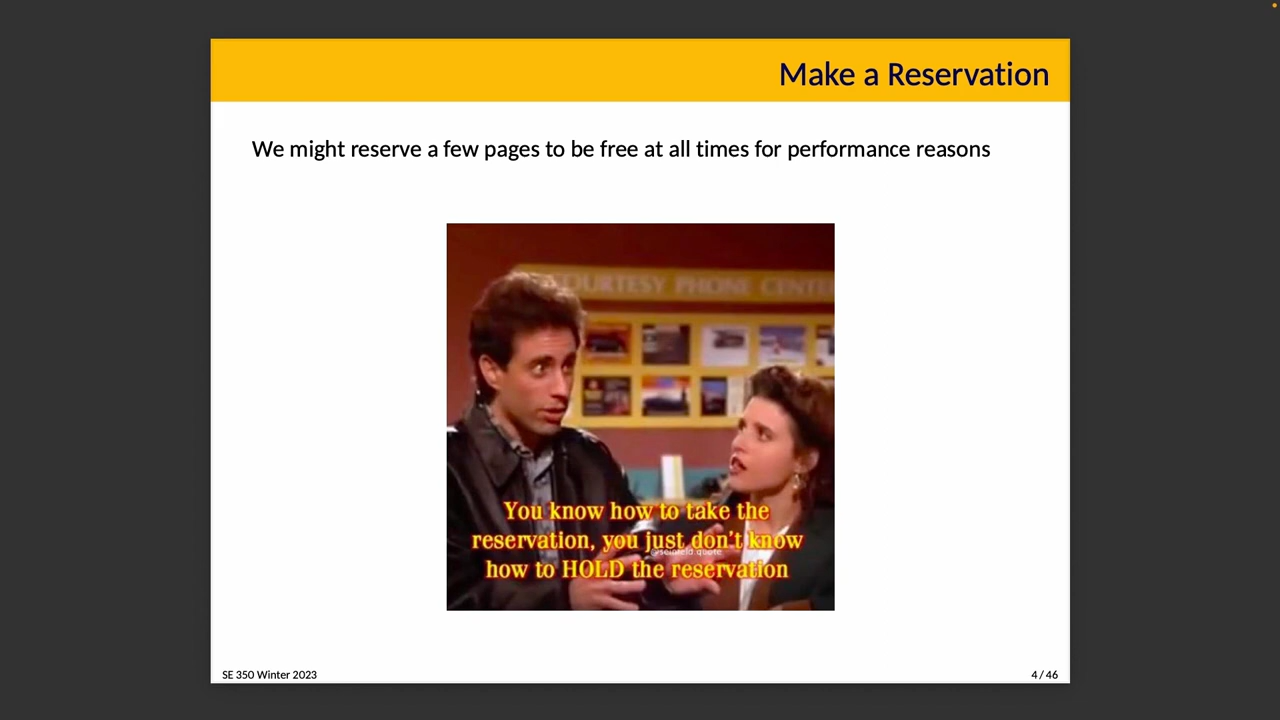 Make a Reservation
We might reserve a few pages to be free at all times for performance reasons
COURTESY PHONE CENTER
You know how to take the
reservation, you just don't know
@seinfeld.quote
how to HOLD the reservation
SE 350 Winter 2023
4 / 46